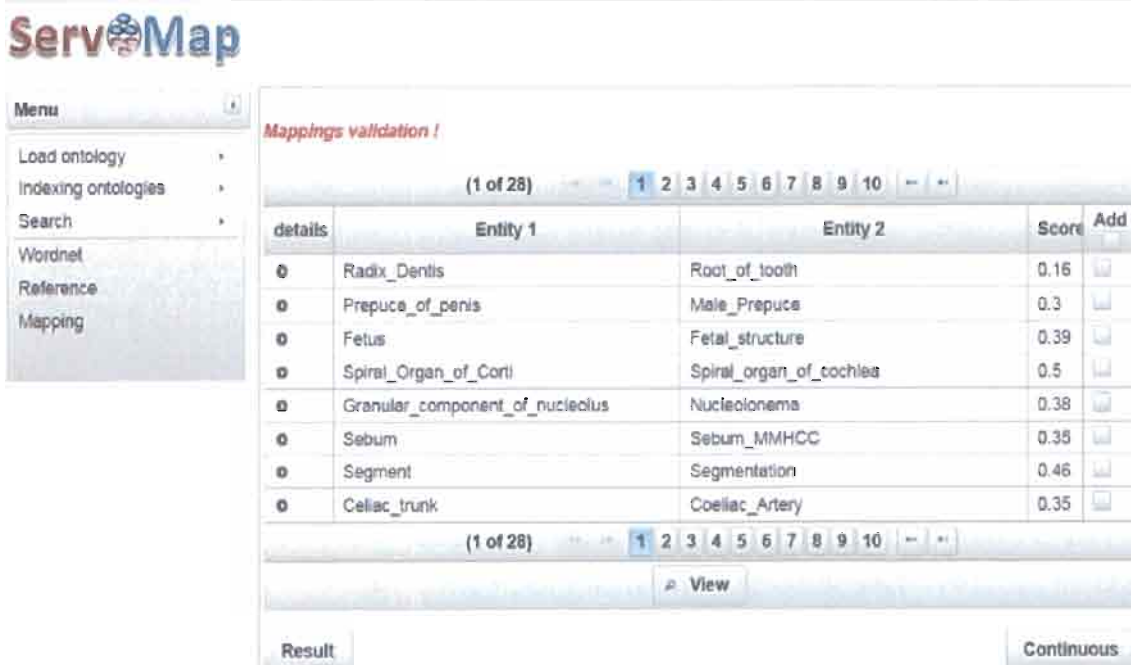 ServoMap
Menu
Load ontology
Indexing ontologies
Search
Wordnet
Reference
Mapping
Mappings validation !
(1 of 28) 1 2 3 4 5 6 7 8 9 10
details Entity 1 Entity 2 Score Add
Radix_Dentis Root_of_tooth 0.16
Prepuce_of_penis Male_Prepuce 0.3
Fetus Fetal_structure 0.39
Spiral_Organ_of_Corti Spiral_organ_of_cochlea 0.5
Granular_component_of_nucleolus Nucleolonema 0.38
Sebum Sebum_MMHCC 0.35
Segment Segmentation 0.46
Celiac_trunk Coeliac_Artery 0.35
(1 of 28) 1 2 3 4 5 6 7 8 9 10
View
Result Continuous